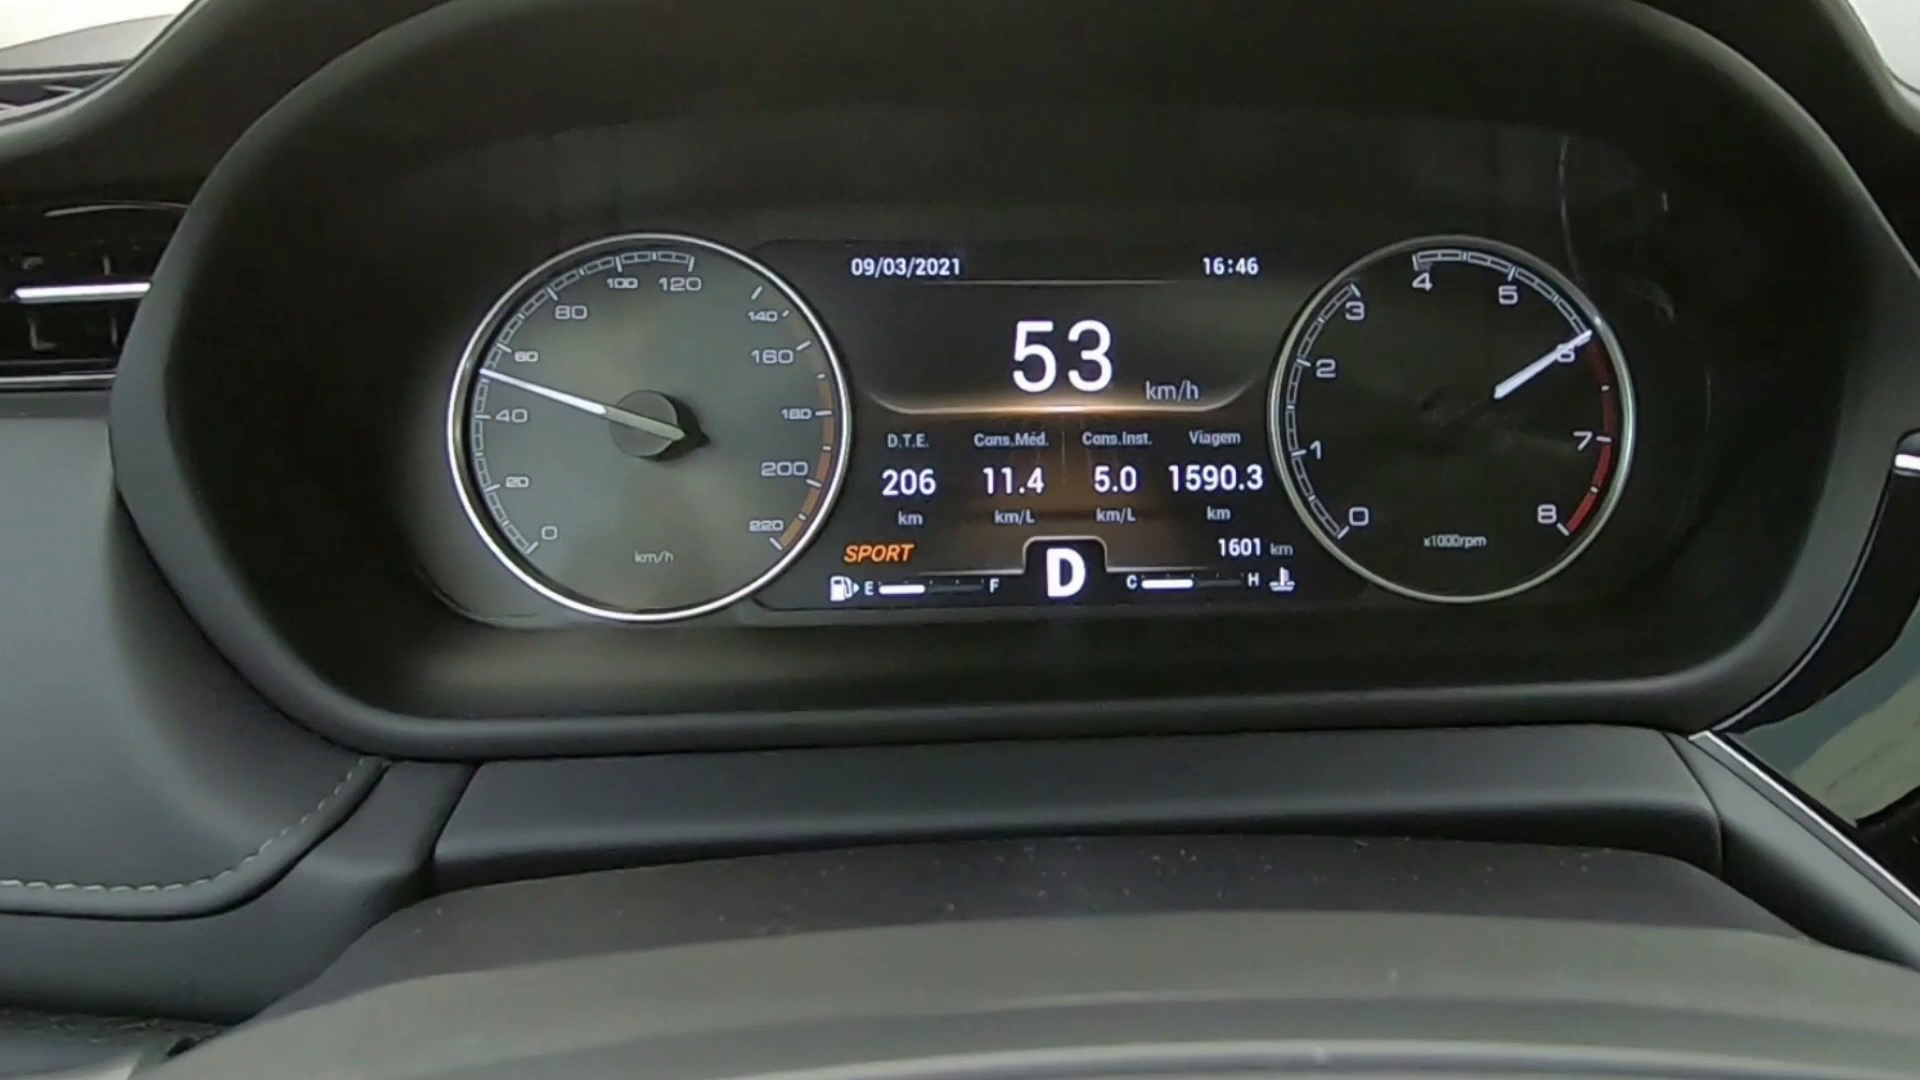 09/03/2021 16:46
53 km/h
D.T.E. Cons.Méd. Cons.Inst. Viagem
206 11.4 5.0 1590.3
km km/L km/L km
SPORT 1601 km
E F D C H
0 20 40 60 80 100 120 140 160 180 200 220
km/h
0 1 2 3 4 5 6 7 8
x1000rpm